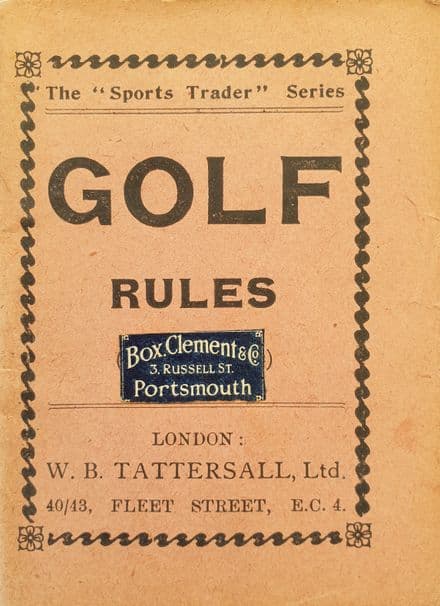 The "Sports Trader" Series
GOLF
RULES
Box, Clement & Co
3, RUSSELL ST.
Portsmouth
LONDON:
W. B. TATTERSALL, Ltd.
40/43, FLEET STREET, E.C. 4.